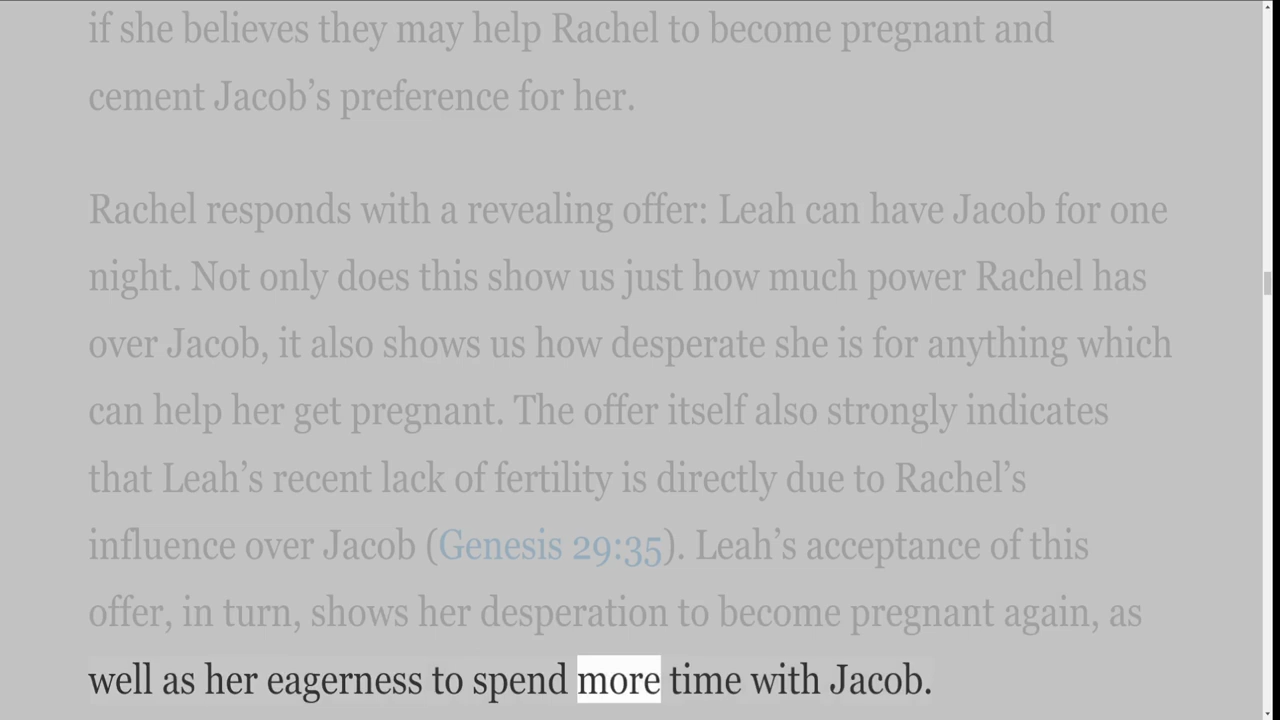 if she believes they may help Rachel to become pregnant and
cement Jacob’s preference for her.
Rachel responds with a revealing offer: Leah can have Jacob for one
night. Not only does this show us just how much power Rachel has
over Jacob, it also shows us how desperate she is for anything which
can help her get pregnant. The offer itself also strongly indicates
that Leah’s recent lack of fertility is directly due to Rachel’s
influence over Jacob (Genesis 29:35). Leah’s acceptance of this
offer, in turn, shows her desperation to become pregnant again, as
well as her eagerness to spend more time with Jacob.